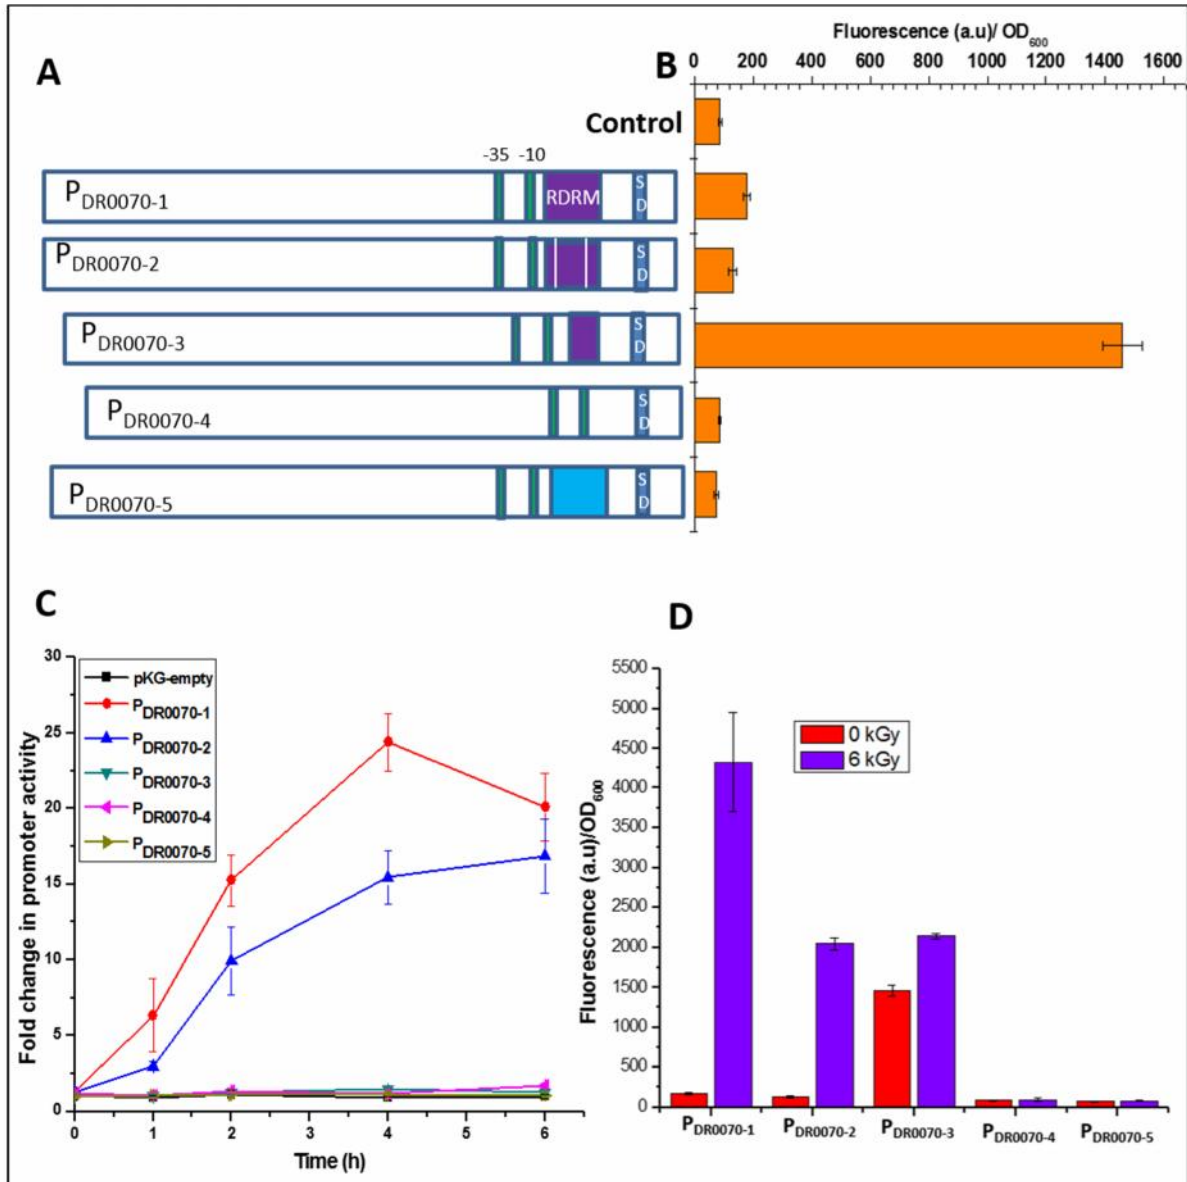 Fluorescence (a.u)/ OD600
A
B
0 200 400 600 800 1000 1200 1400 1600
Control
-35 -10
PDR0070-1
RDRM
S
D
PDR0070-2
S
D
PDR0070-3
S
D
PDR0070-4
S
D
PDR0070-5
S
D
C
Fold change in promoter activity
30
25
20
15
10
5
0
pKG-empty
PDR0070-1
PDR0070-2
PDR0070-3
PDR0070-4
PDR0070-5
0 1 2 3 4 5 6
Time (h)
D
Fluorescence (a.u)/OD600
5500
5000
4500
4000
3500
3000
2500
2000
1500
1000
500
0
0 kGy
6 kGy
PDR0070-1 PDR0070-2 PDR0070-3 PDR0070-4 PDR0070-5